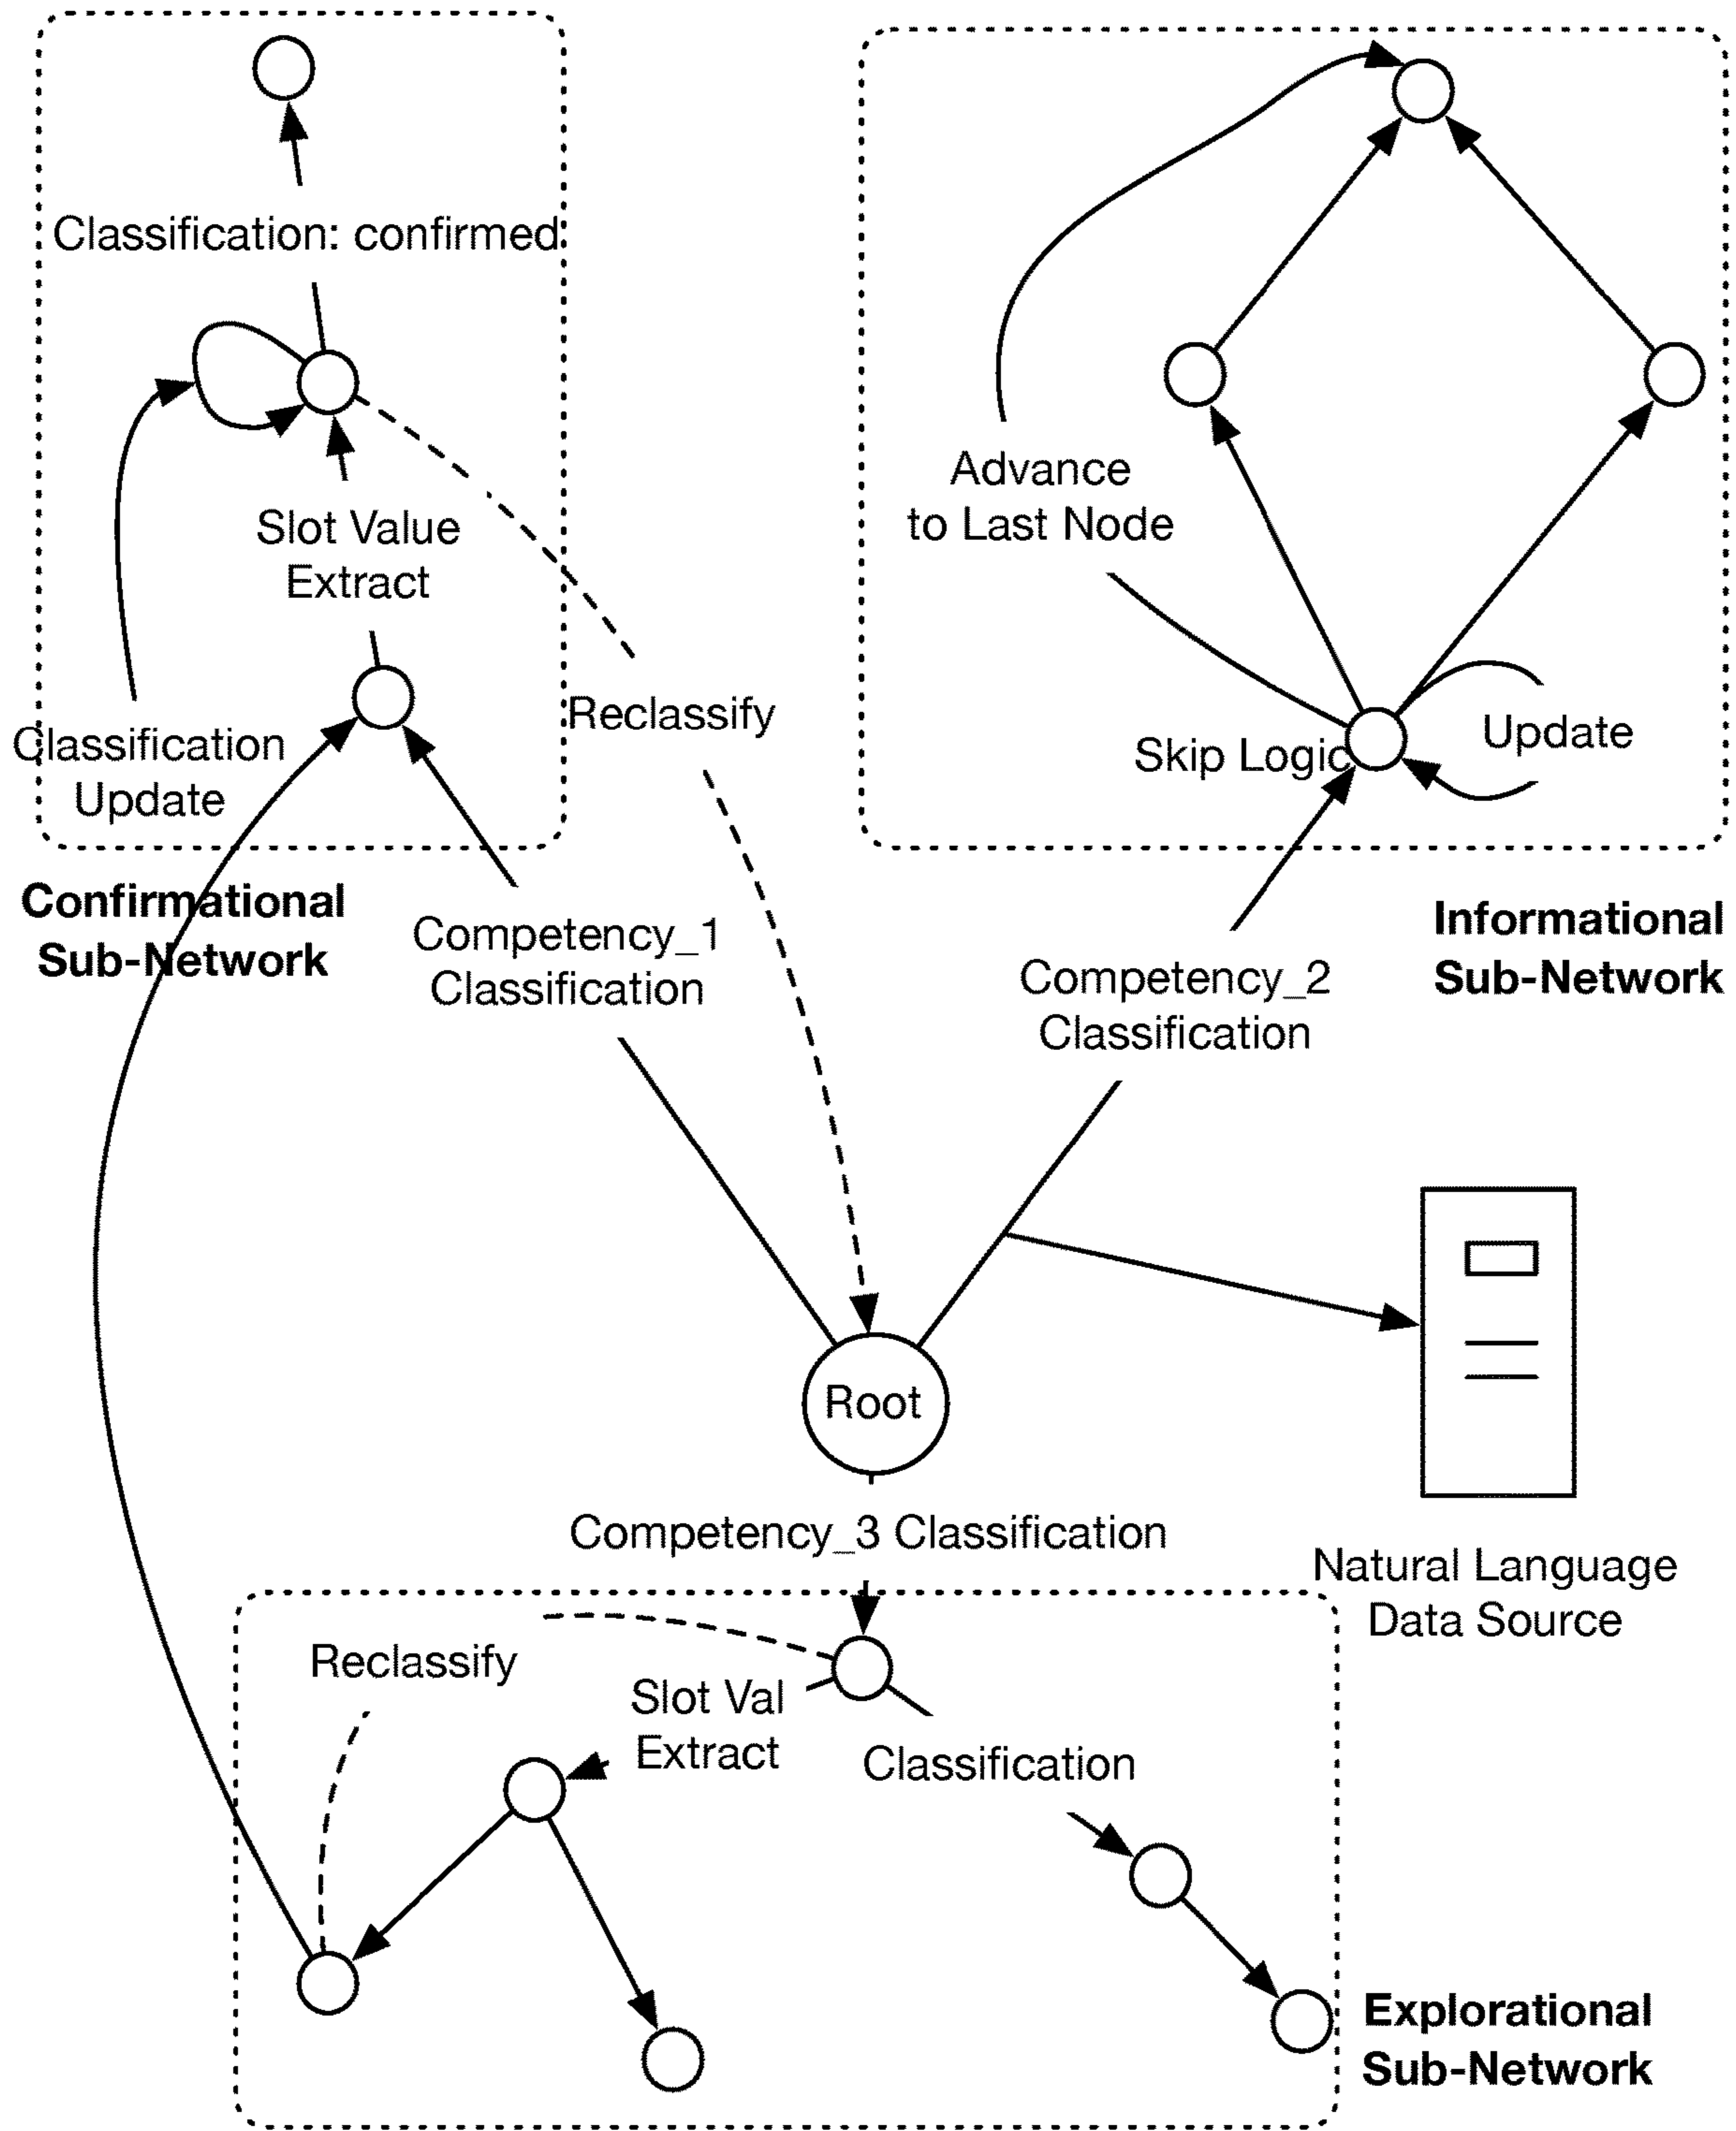 Classification: confirmed
Slot Value
Extract
Classification
Update
Reclassify
Advance
to Last Node
Skip Logic
Update
Confirmational
Sub-Network
Competency_1
Classification
Competency_2
Classification
Informational
Sub-Network
Root
Competency_3 Classification
Natural Language
Data Source
Reclassify
Slot Val
Extract
Classification
Explorational
Sub-Network